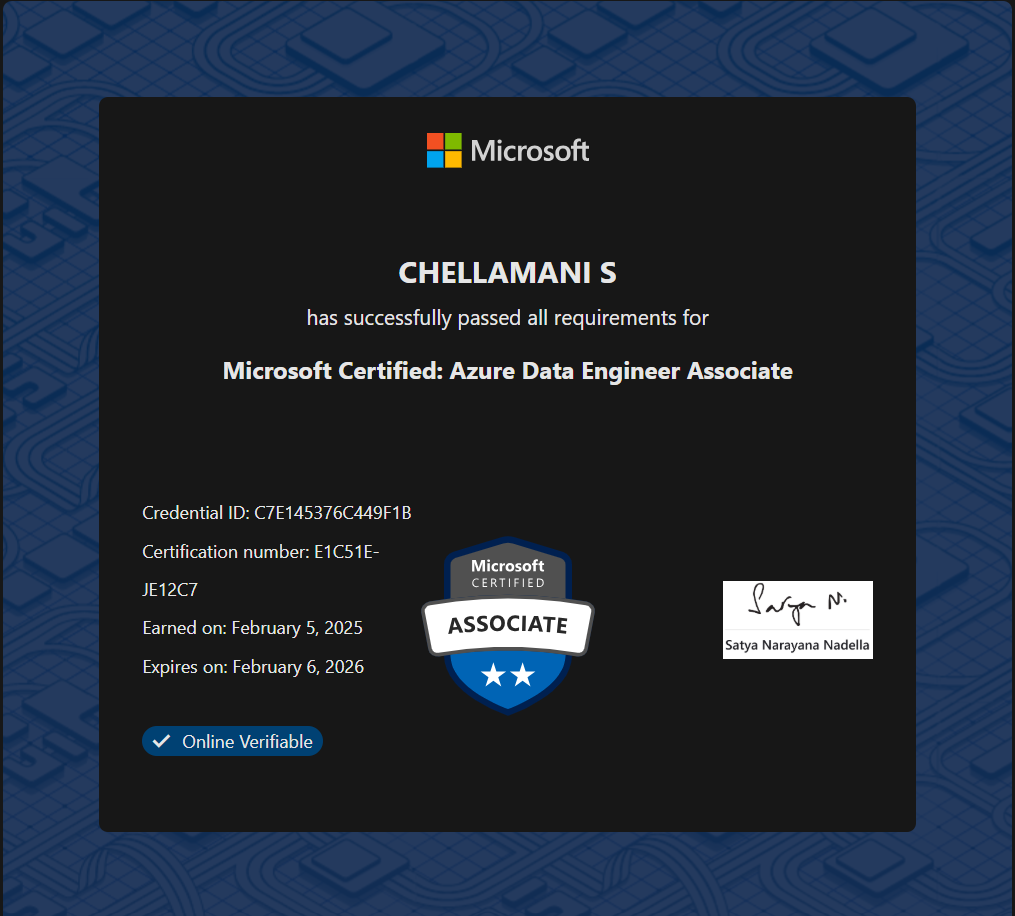 Microsoft
CHELLAMANI S
has successfully passed all requirements for
Microsoft Certified: Azure Data Engineer Associate
Credential ID: C7E145376C449F1B
Certification number: E1C51E-
JE12C7
Earned on: February 5, 2025
Expires on: February 6, 2026
Online Verifiable
Microsoft
CERTIFIED
ASSOCIATE
Satya N.
Satya Narayana Nadella